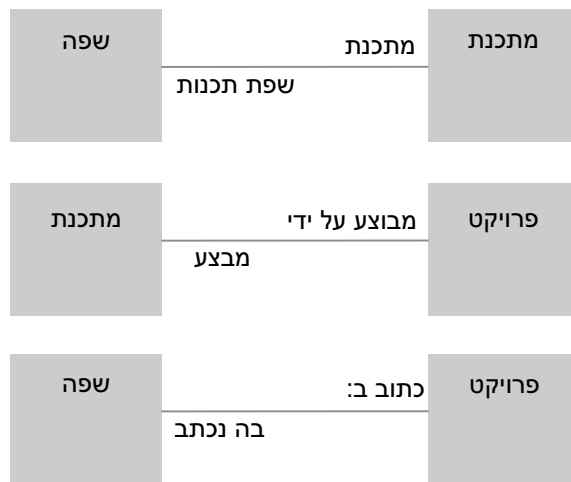 מתכנת
מתכנת
שפה
שפת תכנות
פרויקט
מבוצע על ידי
מתכנת
מבצע
פרויקט
כתוב ב:
שפה
בה נכתב